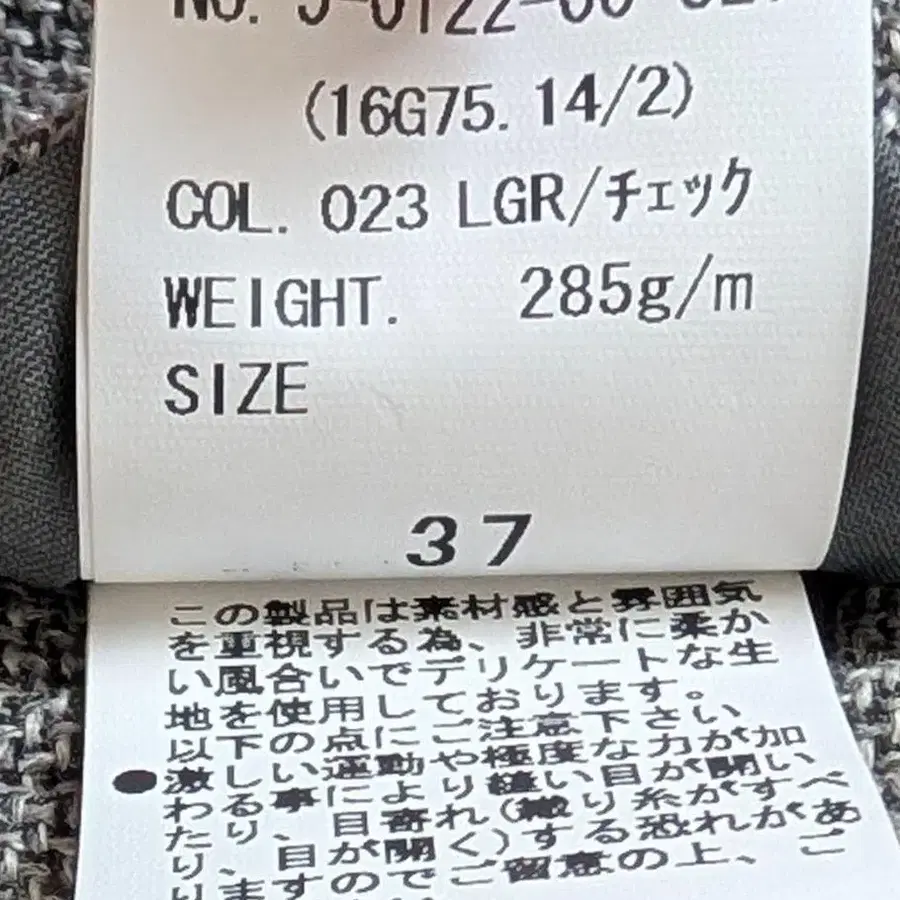 (16G75.14/2)
COL. 023 LGR/チェック
WEIGHT. 285g/m
SIZE
37
この製品は素材感と雰囲気
を重視する為、非常に柔か
い風合いでデリケートな生
地を使用しております。
以下の点にご注意下さい
●激しい運動や極度な力が加
わる事により縫い目が開い
たり、目寄れ(織り糸がすべ
り、目が開く)する恐れがあ
りますのでご留意の上、ご